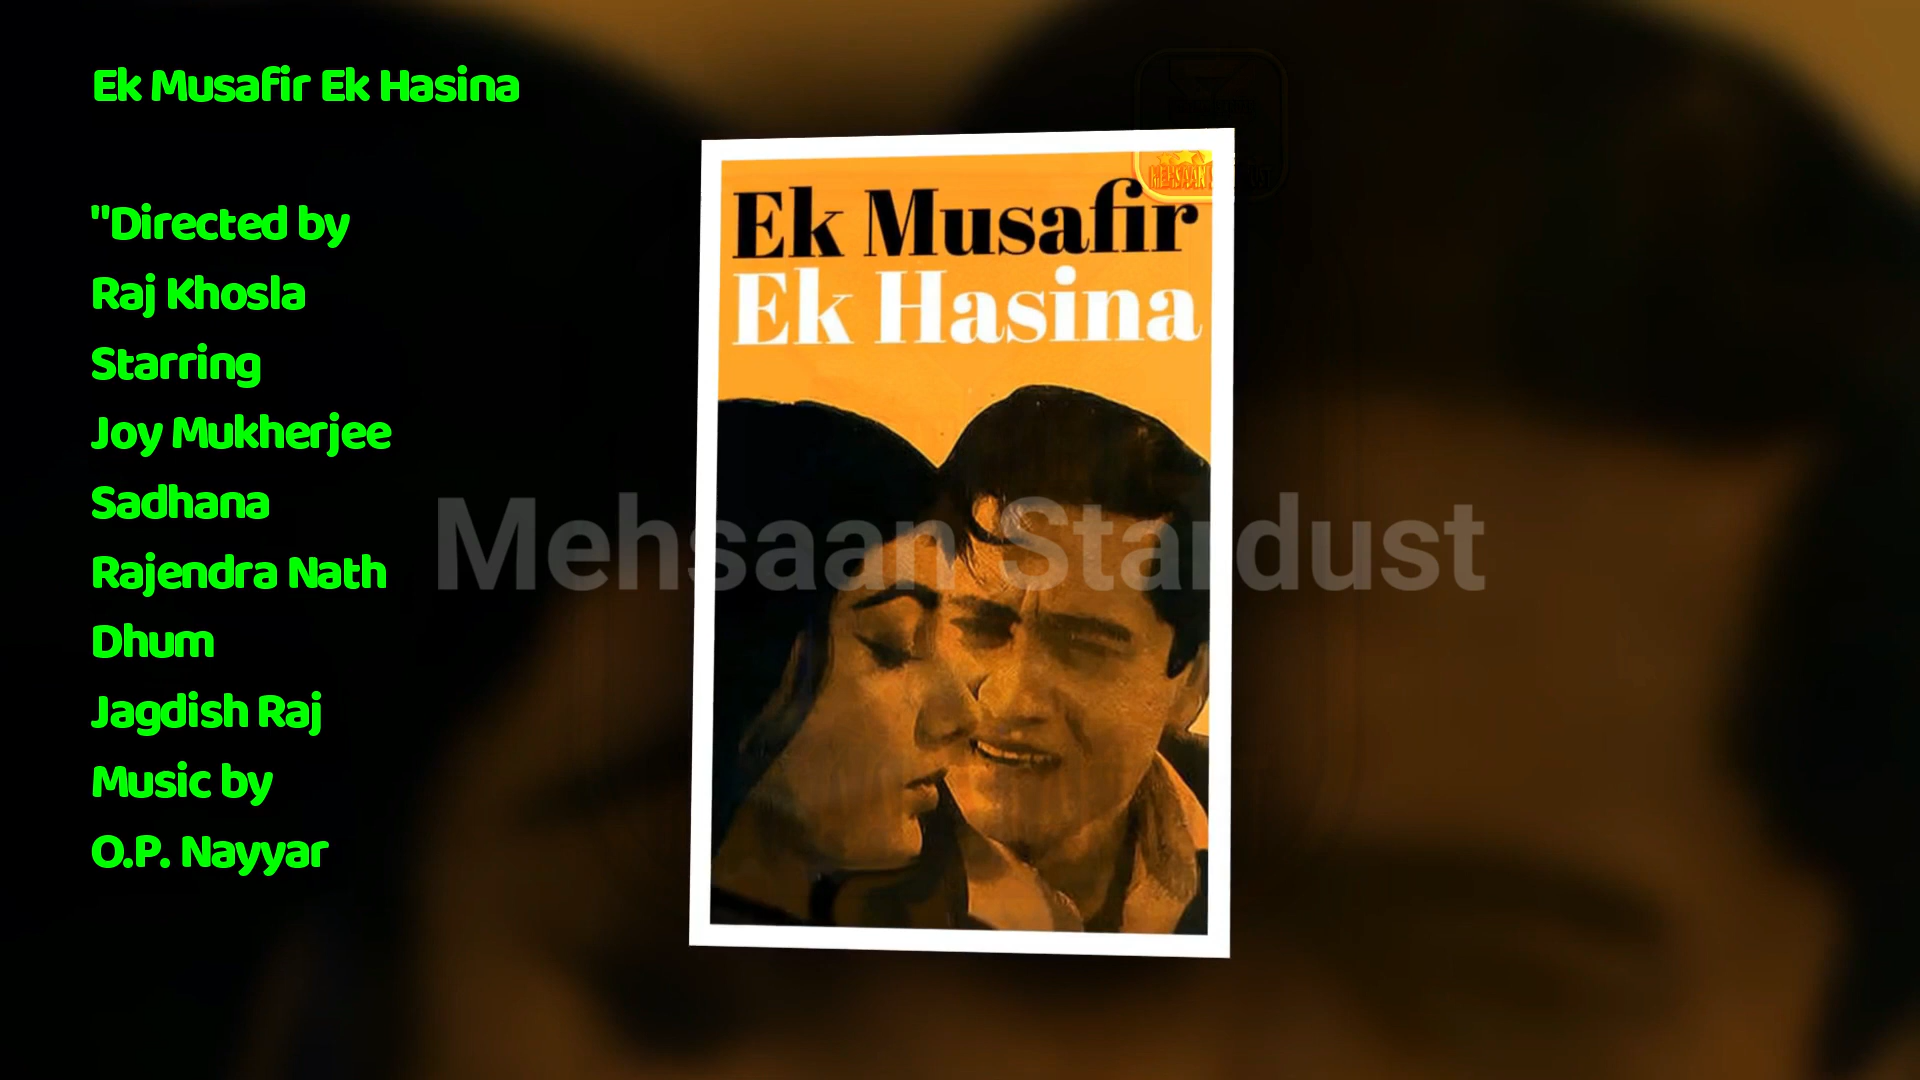 Ek Musafir Ek Hasina
"Directed by
Raj Khosla
Starring
Joy Mukherjee
Sadhana
Rajendra Nath
Dhum
Jagdish Raj
Music by
O.P. Nayyar
Ek Musafir
Ek Hasina
MEHSAAN
Mehsaan Stardust